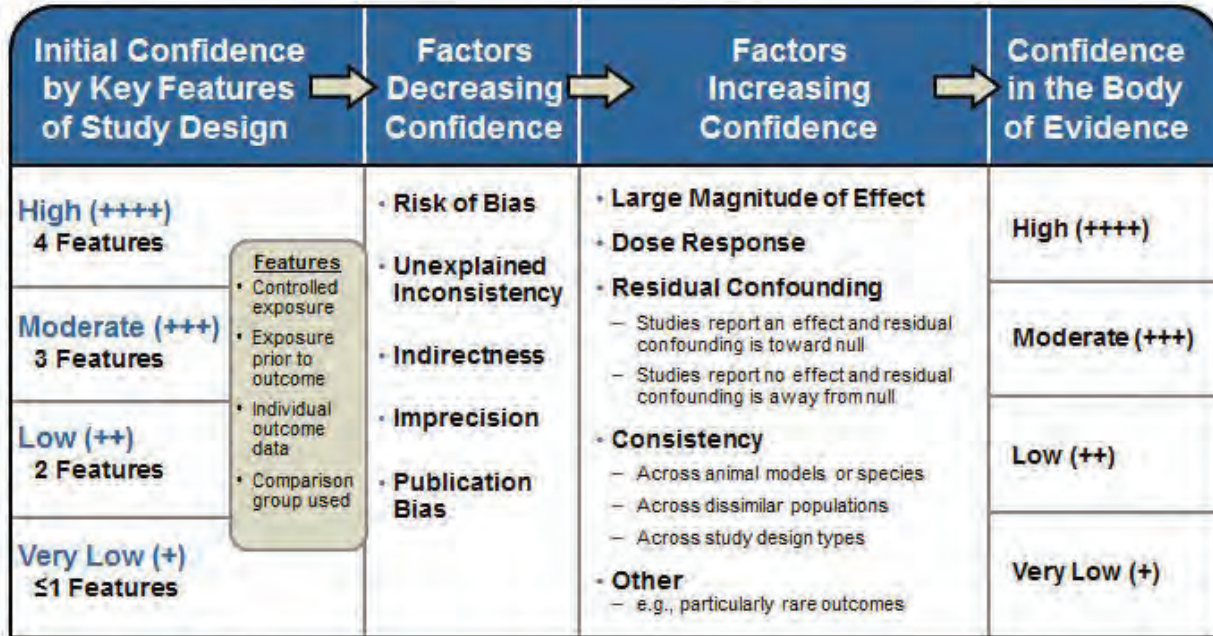 Initial Confidence
by Key Features
of Study Design
Factors
Decreasing
Confidence
Factors
Increasing
Confidence
Confidence
in the Body
of Evidence
High (++++)
4 Features
Moderate (+++)
3 Features
Low (++)
2 Features
Very Low (+)
≤1 Features
Features
• Controlled
exposure
• Exposure
prior to
outcome
• Individual
outcome
data
• Comparison
group used
• Risk of Bias
• Unexplained
Inconsistency
• Indirectness
• Imprecision
• Publication
Bias
• Large Magnitude of Effect
• Dose Response
• Residual Confounding
– Studies report an effect and residual
confounding is toward null
– Studies report no effect and residual
confounding is away from null
• Consistency
– Across animal models or species
– Across dissimilar populations
– Across study design types
• Other
– e.g., particularly rare outcomes
High (++++)
Moderate (+++)
Low (++)
Very Low (+)